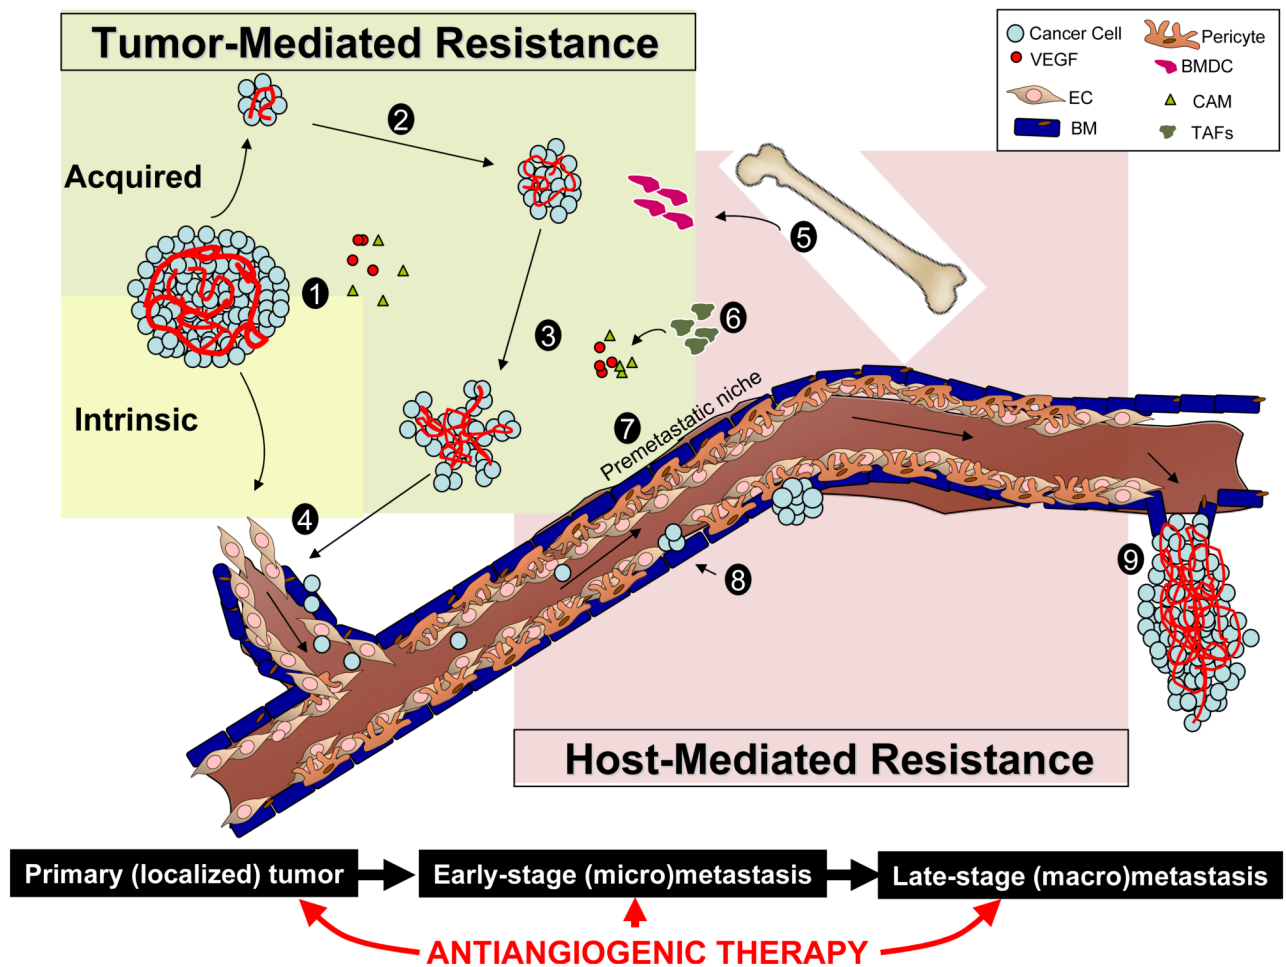 Tumor-Mediated Resistance
Cancer Cell
Pericyte
VEGF
BMDC
EC
CAM
BM
TAFs
2
Acquired
5
1
6
3
Intrinsic
7
Premetastatic niche
4
8
9
Host-Mediated Resistance
Primary (localized) tumor
Early-stage (micro)metastasis
Late-stage (macro)metastasis
ANTIANGIOGENIC THERAPY